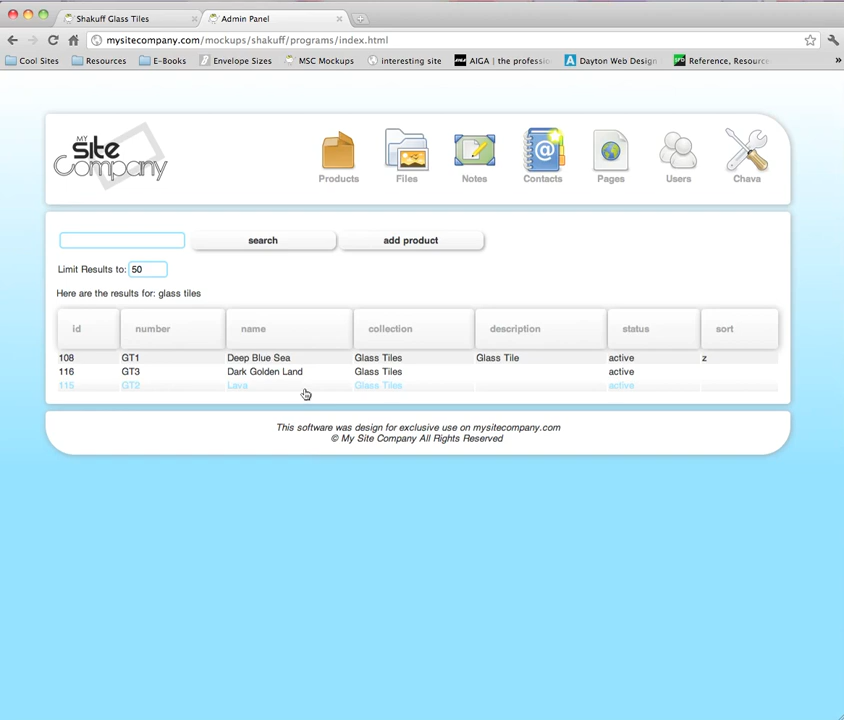 Shakuff Glass Tiles
Admin Panel
mysitecompany.com/mockups/shakuff/programs/index.html
Cool Sites Resources E-Books Envelope Sizes MSC Mockups interesting site AIGA | the professio Dayton Web Design Reference, Resourc »
MY
site
Company
Products Files Notes Contacts Pages Users Chava
search add product
Limit Results to: 50
Here are the results for: glass tiles
id number name collection description status sort
108 GT1 Deep Blue Sea Glass Tiles Glass Tile active z
116 GT3 Dark Golden Land Glass Tiles active
115 GT2 Lava Glass Tiles active
This software was design for exclusive use on mysitecompany.com
© My Site Company All Rights Reserved